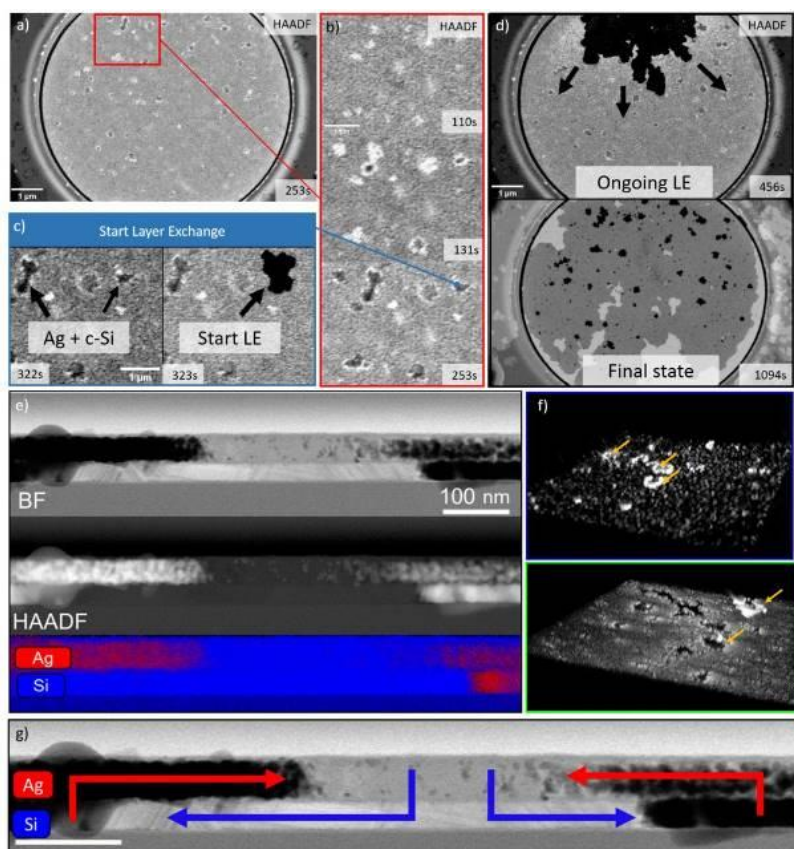 a)
HAADF
1 µm
253s
b)
HAADF
110s
131s
253s
c)
Start Layer Exchange
Ag + c-Si
322s
1 µm
Start LE
323s
d)
HAADF
Ongoing LE
1 µm
456s
Final state
1094s
e)
BF
100 nm
HAADF
Ag
Si
f)
g)
Ag
Si